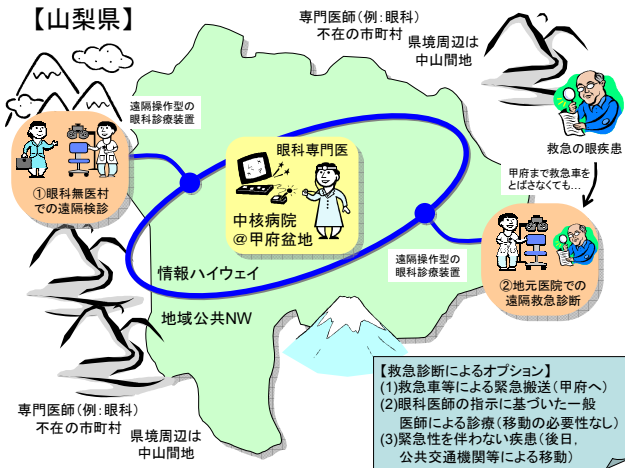 【山梨県】
専門医師(例:眼科)
不在の市町村
県境周辺は
中山間地
遠隔操作型の
眼科診療装置
①眼科無医村
での遠隔検診
眼科専門医
中核病院
@甲府盆地
救急の眼疾患
甲府まで救急車を
とばさなくても…
遠隔操作型の
眼科診療装置
②地元医院での
遠隔救急診断
情報ハイウェイ
地域公共NW
専門医師(例:眼科)
不在の市町村
県境周辺は
中山間地
【救急診断によるオプション】
(1)救急車等による緊急搬送(甲府へ)
(2)眼科医師の指示に基づいた一般
医師による診療(移動の必要性なし)
(3)緊急性を伴わない疾患(後日,
公共交通機関等による移動)